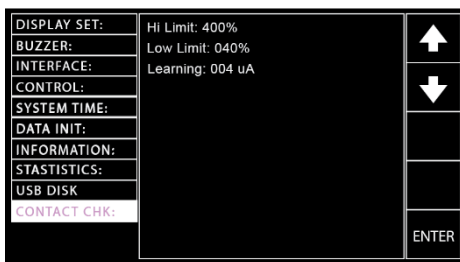 DISPLAY SET:
BUZZER:
INTERFACE:
CONTROL:
SYSTEM TIME:
DATA INIT:
INFORMATION:
STASTISTICS:
USB DISK
CONTACT CHK:
Hi Limit: 400%
Low Limit: 040%
Learning: 004 uA
ENTER